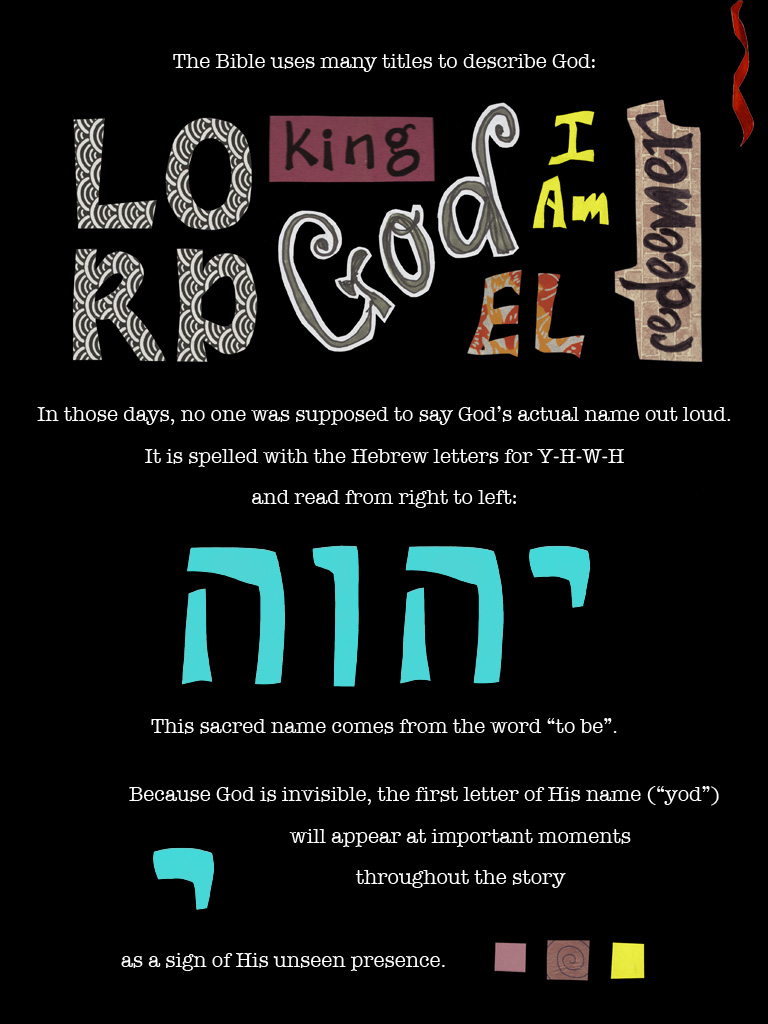 The Bible uses many titles to describe God:
LO
RD
king
God
I
Am
EL
redeemer
In those days, no one was supposed to say God’s actual name out loud.
It is spelled with the Hebrew letters for Y-H-W-H
and read from right to left:
יהוה
This sacred name comes from the word “to be”.
Because God is invisible, the first letter of His name (“yod”)
will appear at important moments
throughout the story
י
as a sign of His unseen presence.